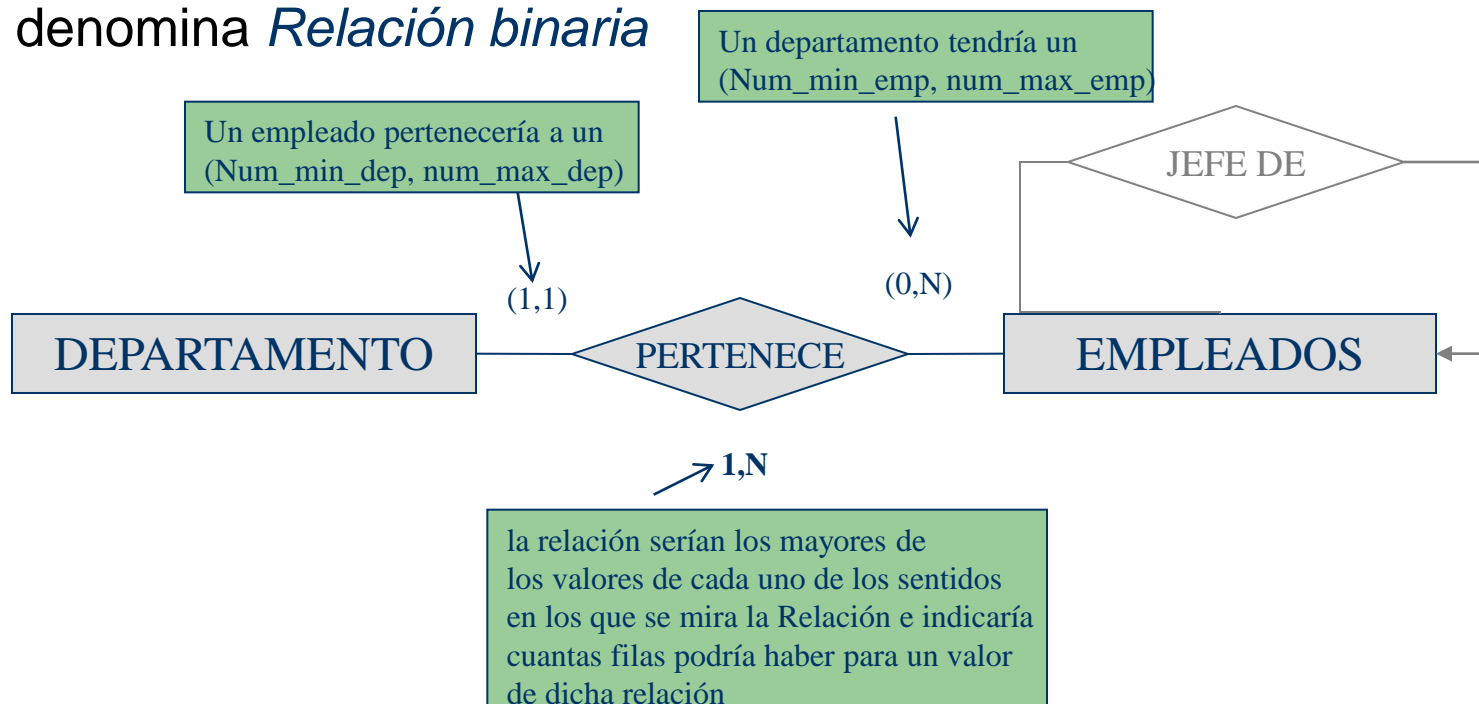 denomina Relación binaria
Un departamento tendría un
(Num_min_emp, num_max_emp)
Un empleado pertenecería a un
(Num_min_dep, num_max_dep)
JEFE DE
(1,1)
(0,N)
DEPARTAMENTO
PERTENECE
EMPLEADOS
1,N
la relación serían los mayores de
los valores de cada uno de los sentidos
en los que se mira la Relación e indicaría
cuantas filas podría haber para un valor
de dicha relación